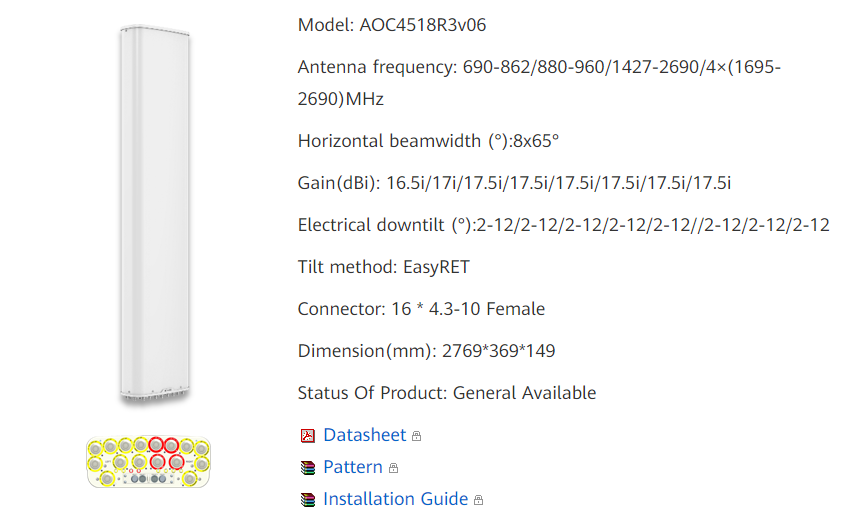 Model: AOC4518R3v06
Antenna frequency: 690-862/880-960/1427-2690/4×(1695-
2690)MHz
Horizontal beamwidth (°):8x65°
Gain(dBi): 16.5i/17i/17.5i/17.5i/17.5i/17.5i/17.5i/17.5i
Electrical downtilt (°):2-12/2-12/2-12/2-12/2-12//2-12/2-12/2-12
Tilt method: EasyRET
Connector: 16 * 4.3-10 Female
Dimension(mm): 2769*369*149
Status Of Product: General Available
Datasheet
Pattern
Installation Guide